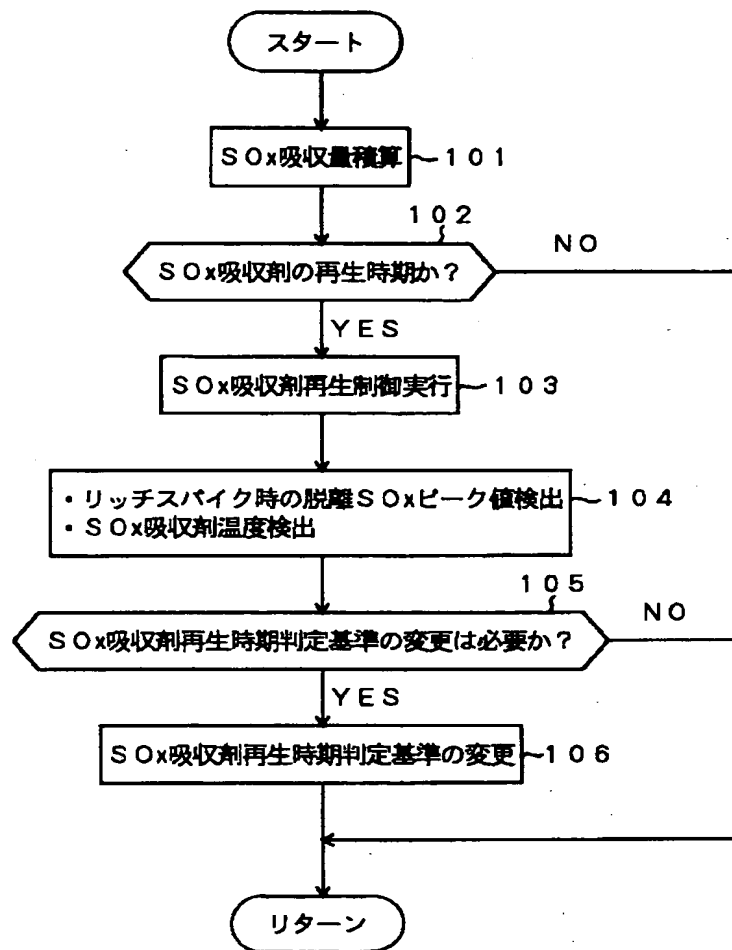 スタート
SOx吸収量積算
101
102
SOx吸収剤の再生時期か?
NO
YES
SOx吸収剤再生制御実行
103
・リッチスパイク時の脱離SOxピーク値検出
・SOx吸収剤温度検出
104
105
SOx吸収剤再生時期判定基準の変更は必要か?
NO
YES
SOx吸収剤再生時期判定基準の変更
106
リターン